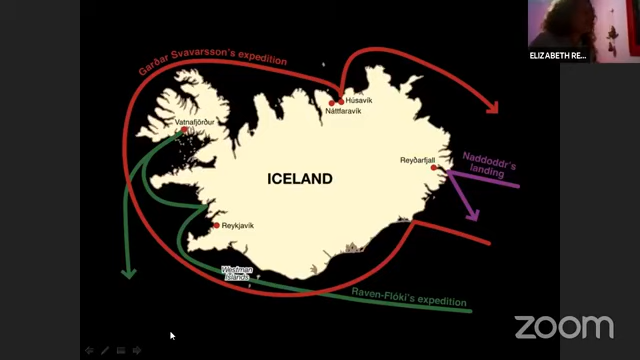 ELIZABETH RE...
Garðar Svavarsson's expedition
Húsavík
Náttfaravík
Vatnafjörður
Reyðarfjall
Naddoddr's
landing
ICELAND
Reykjavík
Westman
Islands
Raven-Flóki's expedition
zoom